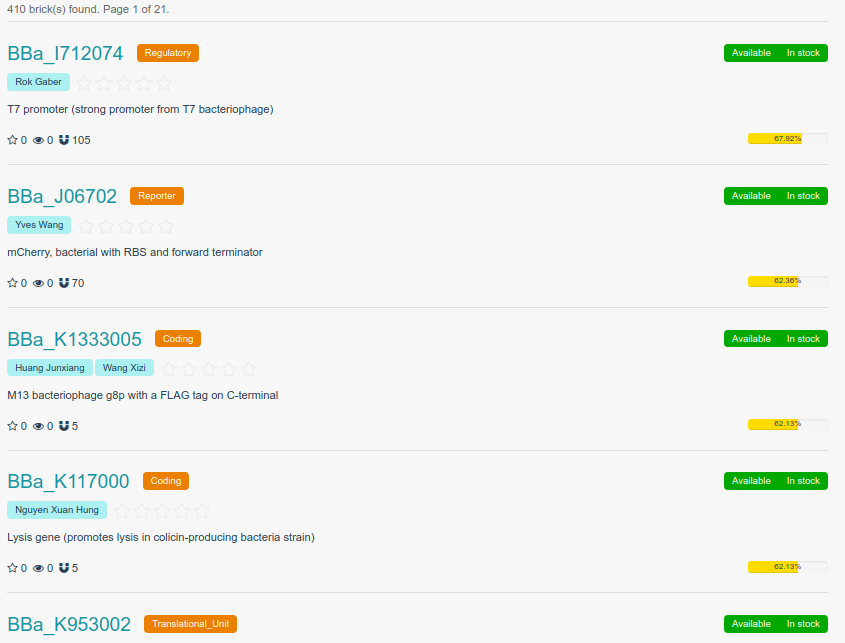 410 brick(s) found. Page 1 of 21.
BBa_I712074 Regulatory Available In stock
Rok Gaber
T7 promoter (strong promoter from T7 bacteriophage)
0 0 105 67.92%
BBa_J06702 Reporter Available In stock
Yves Wang
mCherry, bacterial with RBS and forward terminator
0 0 70 62.36%
BBa_K1333005 Coding Available In stock
Huang Junxiang Wang Xizi
M13 bacteriophage g8p with a FLAG tag on C-terminal
0 0 5 62.13%
BBa_K117000 Coding Available In stock
Nguyen Xuan Hung
Lysis gene (promotes lysis in colicin-producing bacteria strain)
0 0 5 62.13%
BBa_K953002 Translational_Unit Available In stock